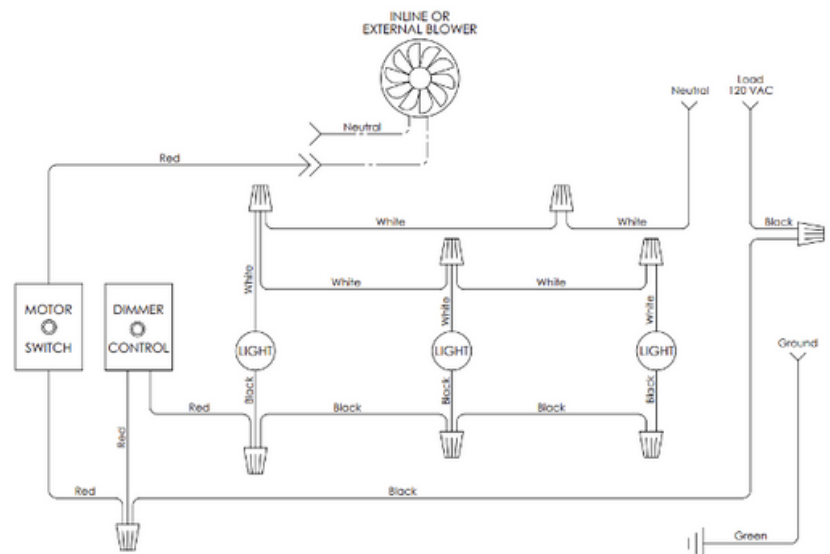 INLINE OR
EXTERNAL BLOWER
Neutral
Load
120 VAC
Neutral
Red
White
White
Black
White
White
White
White
White
MOTOR
SWITCH
DIMMER
CONTROL
LIGHT
LIGHT
LIGHT
Ground
Black
Black
Black
Red
Black
Black
Red
Red
Black
Green